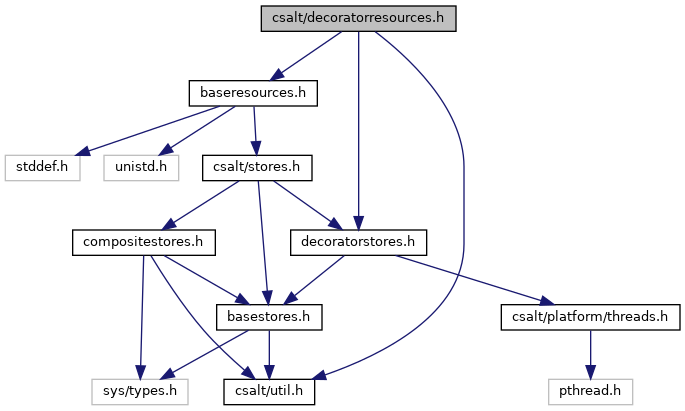 csalt/decoratorresources.h
baseresources.h
stddef.h
unistd.h
csalt/stores.h
compositestores.h
decoratorstores.h
basestores.h
csalt/platform/threads.h
sys/types.h
csalt/util.h
pthread.h